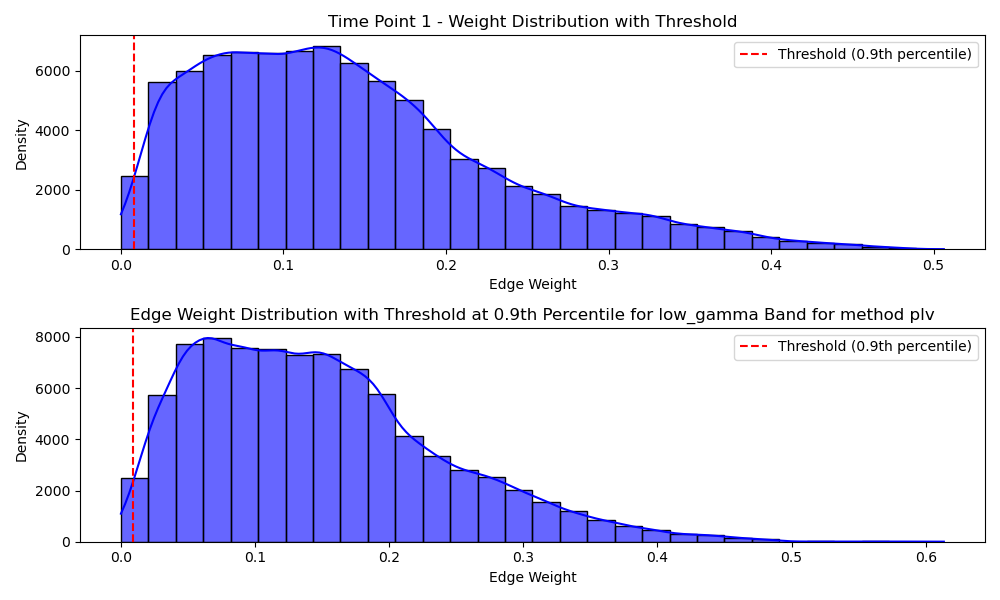 Time Point 1 - Weight Distribution with Threshold
Threshold (0.9th percentile)
Density
6000
4000
2000
0
0.0 0.1 0.2 0.3 0.4 0.5
Edge Weight
Edge Weight Distribution with Threshold at 0.9th Percentile for low_gamma Band for method plv
Threshold (0.9th percentile)
Density
8000
6000
4000
2000
0
0.0 0.1 0.2 0.3 0.4 0.5 0.6
Edge Weight